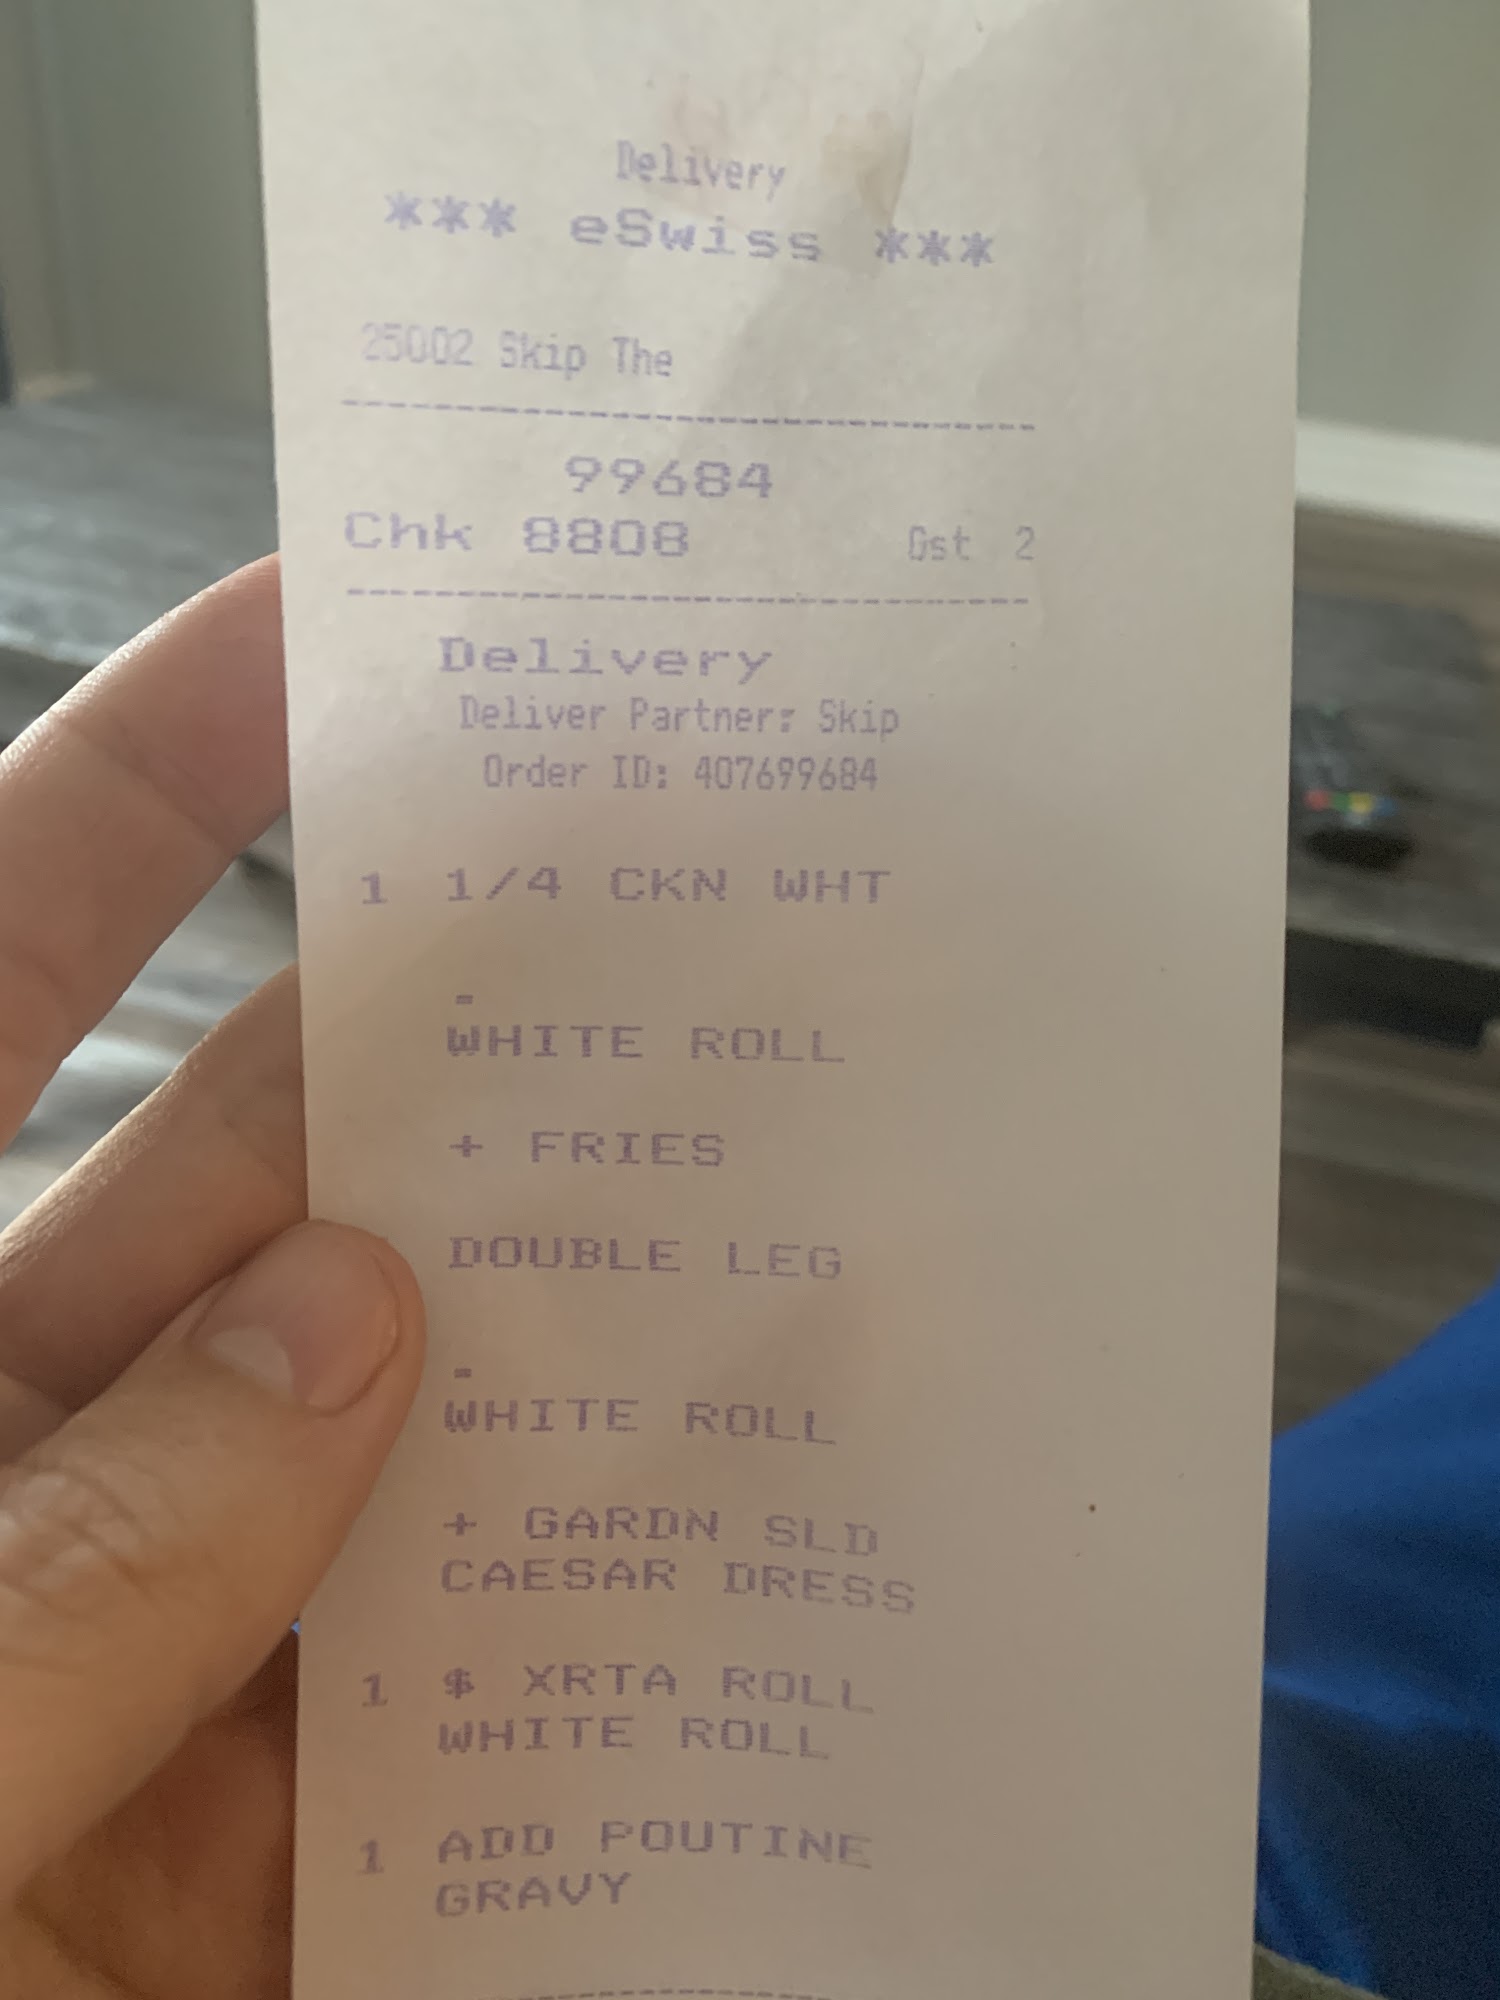 Delivery
*** eSwiss ***
25002 Skip The
99684
Chk 8808 Gst 2
Delivery
Deliver Partner: Skip
Order ID: 407699684
1 1/4 CKN WHT
-
WHITE ROLL
+ FRIES
DOUBLE LEG
-
WHITE ROLL
+ GARDN SLD
CAESAR DRESS
1 $ XRTA ROLL
WHITE ROLL
1 ADD POUTINE
GRAVY